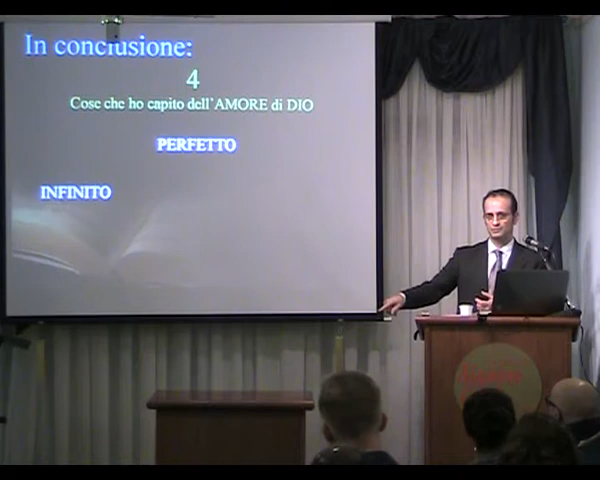 In conclusione:
4
Cose che ho capito dell'AMORE di DIO
PERFETTO
INFINITO